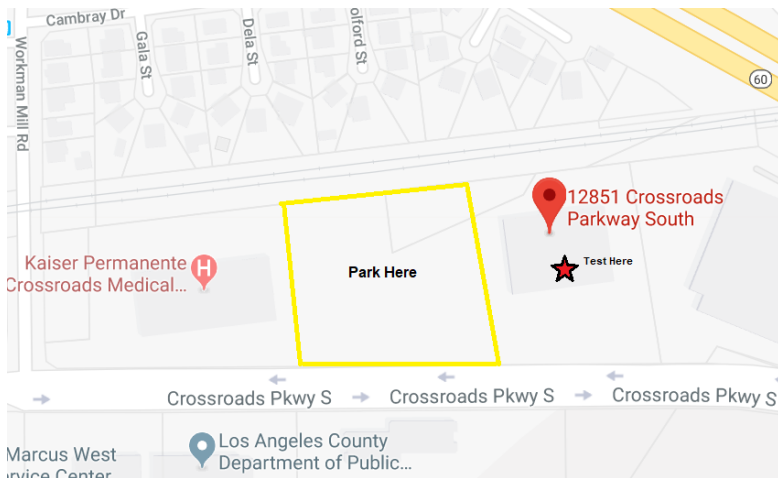 Cambray Dr
Gala St
Dela St
olford St
Workman Mill Rd
60
12851 Crossroads
Parkway South
Test Here
Park Here
Kaiser Permanente
Crossroads Medical...
H
Crossroads Pkwy S
Crossroads Pkwy S
Crossroads Pkwy S
Marcus West
ervice Center
Los Angeles County
Department of Public...